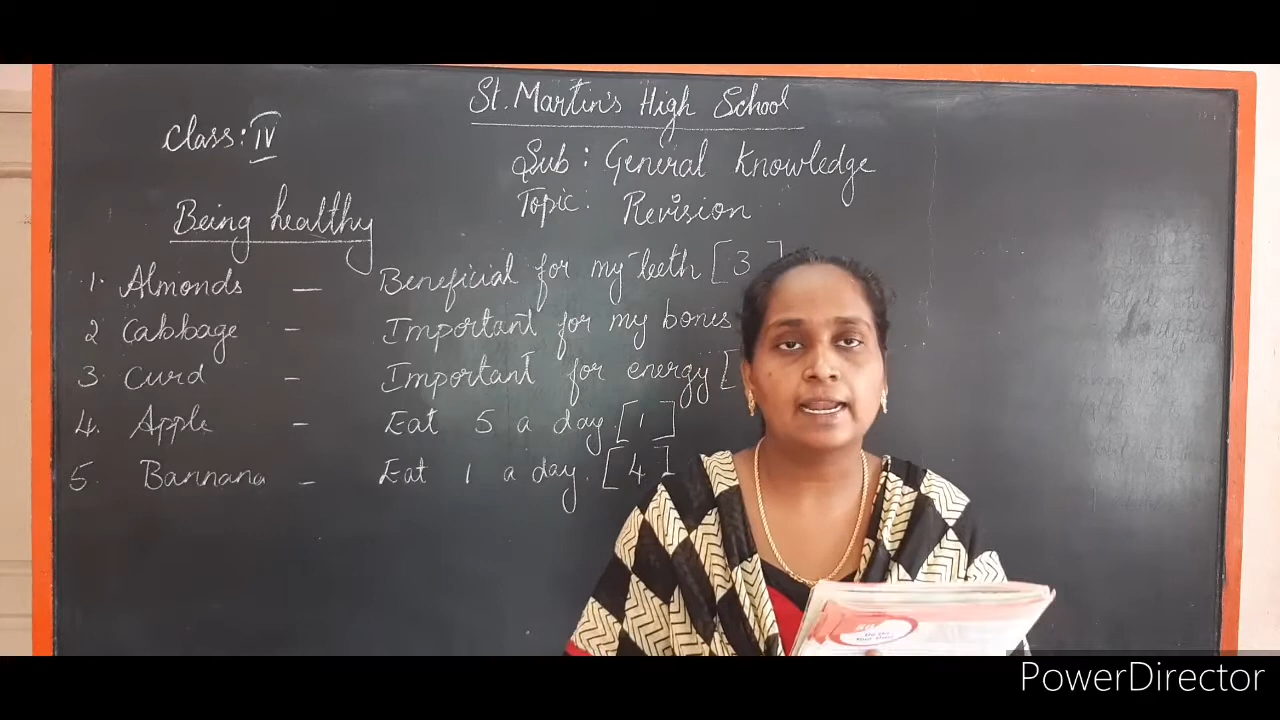 St. Martin's High School
Class: IV
Sub : General Knowledge
Topic: Revision
Being healthy
1. Almonds — Beneficial for my teeth [3]
2 Cabbage - Important for my bones
3. Curd - Important for energy [
4. Apple - Eat 5 a day. [1]
5. Bannana - Eat 1 a day. [4]
PowerDirector